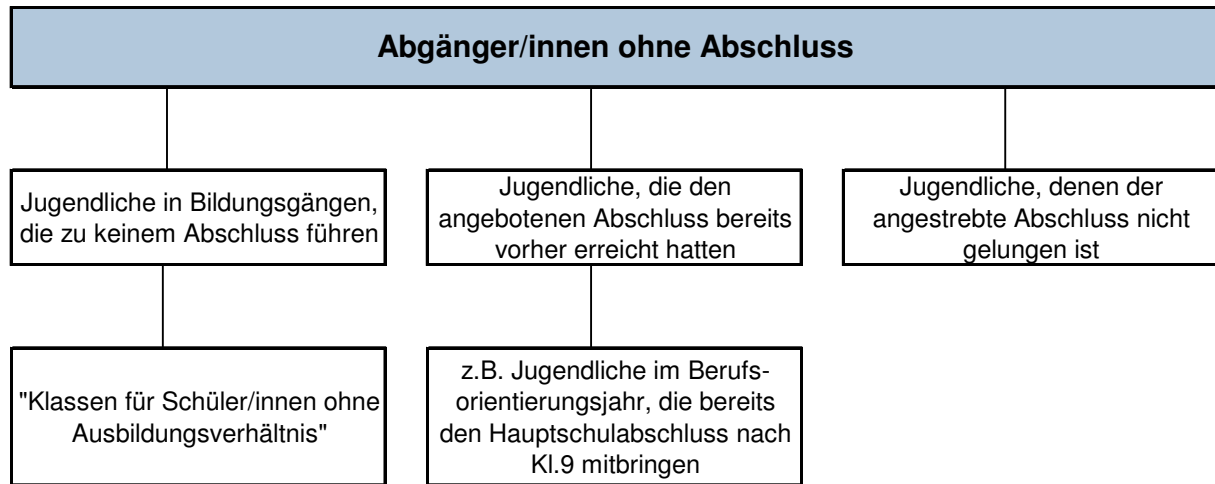 Abgänger/innen ohne Abschluss
Jugendliche in Bildungsgängen,
die zu keinem Abschluss führen
Jugendliche, die den
angebotenen Abschluss bereits
vorher erreicht hatten
Jugendliche, denen der
angestrebte Abschluss nicht
gelungen ist
"Klassen für Schüler/innen ohne
Ausbildungsverhältnis"
z.B. Jugendliche im Berufs-
orientierungsjahr, die bereits
den Hauptschulabschluss nach
Kl.9 mitbringen